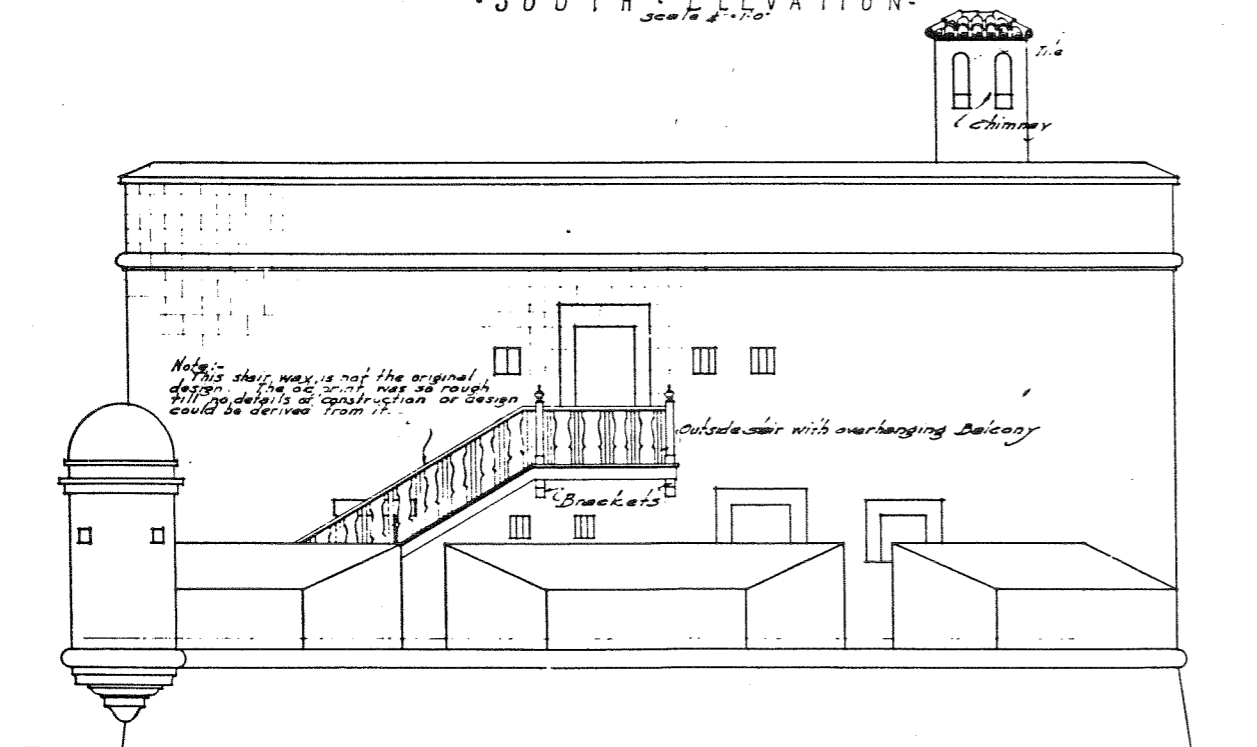 ·SOUTH·ELEVATION·
Scale
Tile
Chimney
Note:-
This stair way is not the original
design. The old print was so rough
till no details of construction or design
could be derived from it.
Outside stair with overhanging Balcony
Brackets